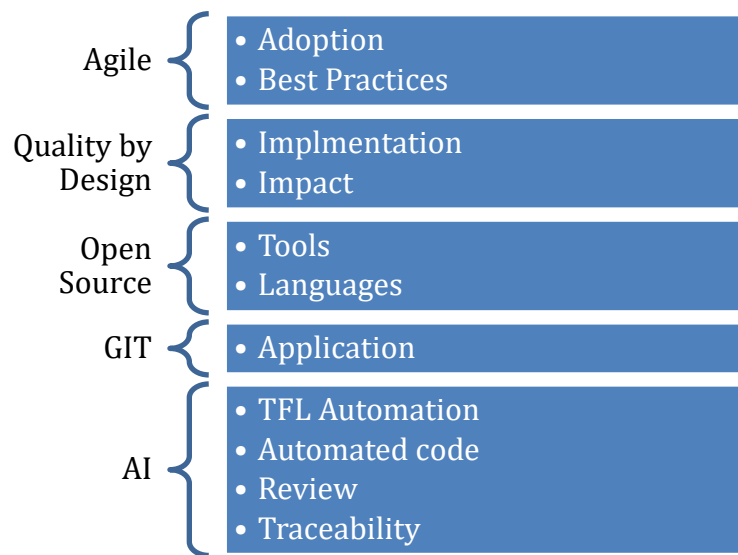 Agile
• Adoption
• Best Practices
Quality by
Design
• Implmentation
• Impact
Open
Source
• Tools
• Languages
GIT
• Application
AI
• TFL Automation
• Automated code
• Review
• Traceability